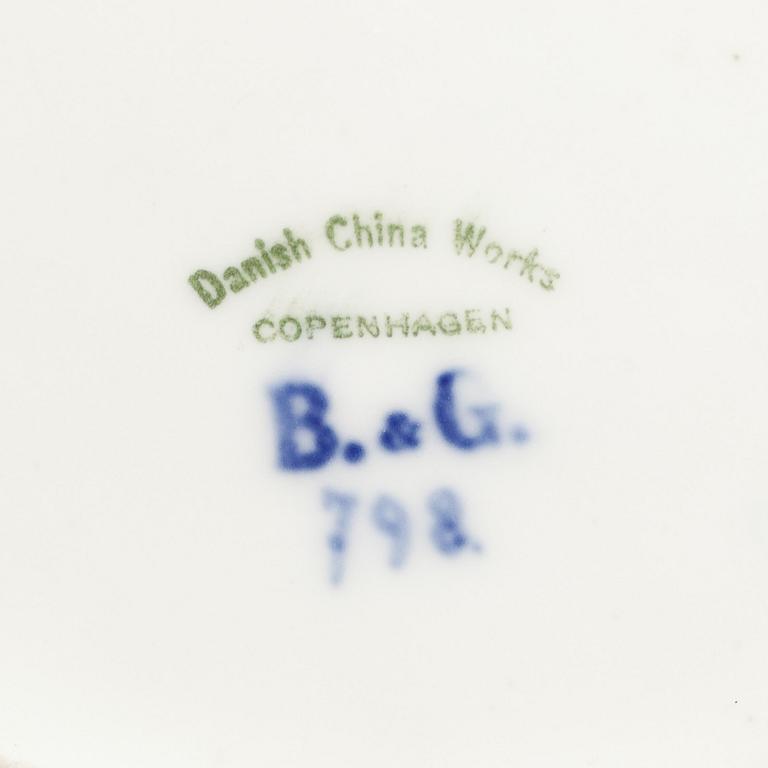 Danish China Works
COPENHAGEN
B. & G.
798.